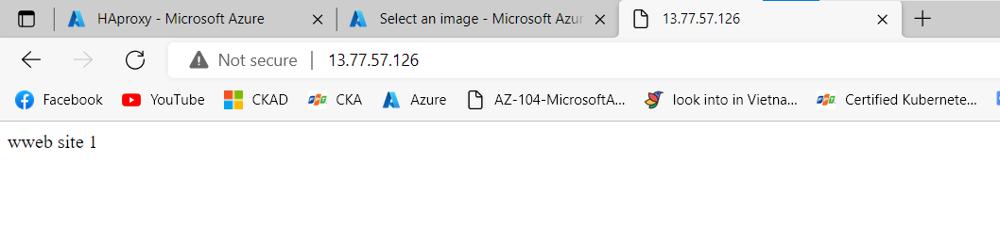 HAproxy - Microsoft Azure Select an image - Microsoft Azur 13.77.57.126
Not secure 13.77.57.126
Facebook YouTube CKAD CKA Azure AZ-104-MicrosoftA... look into in Vietna... Certified Kubernete...
wweb site 1